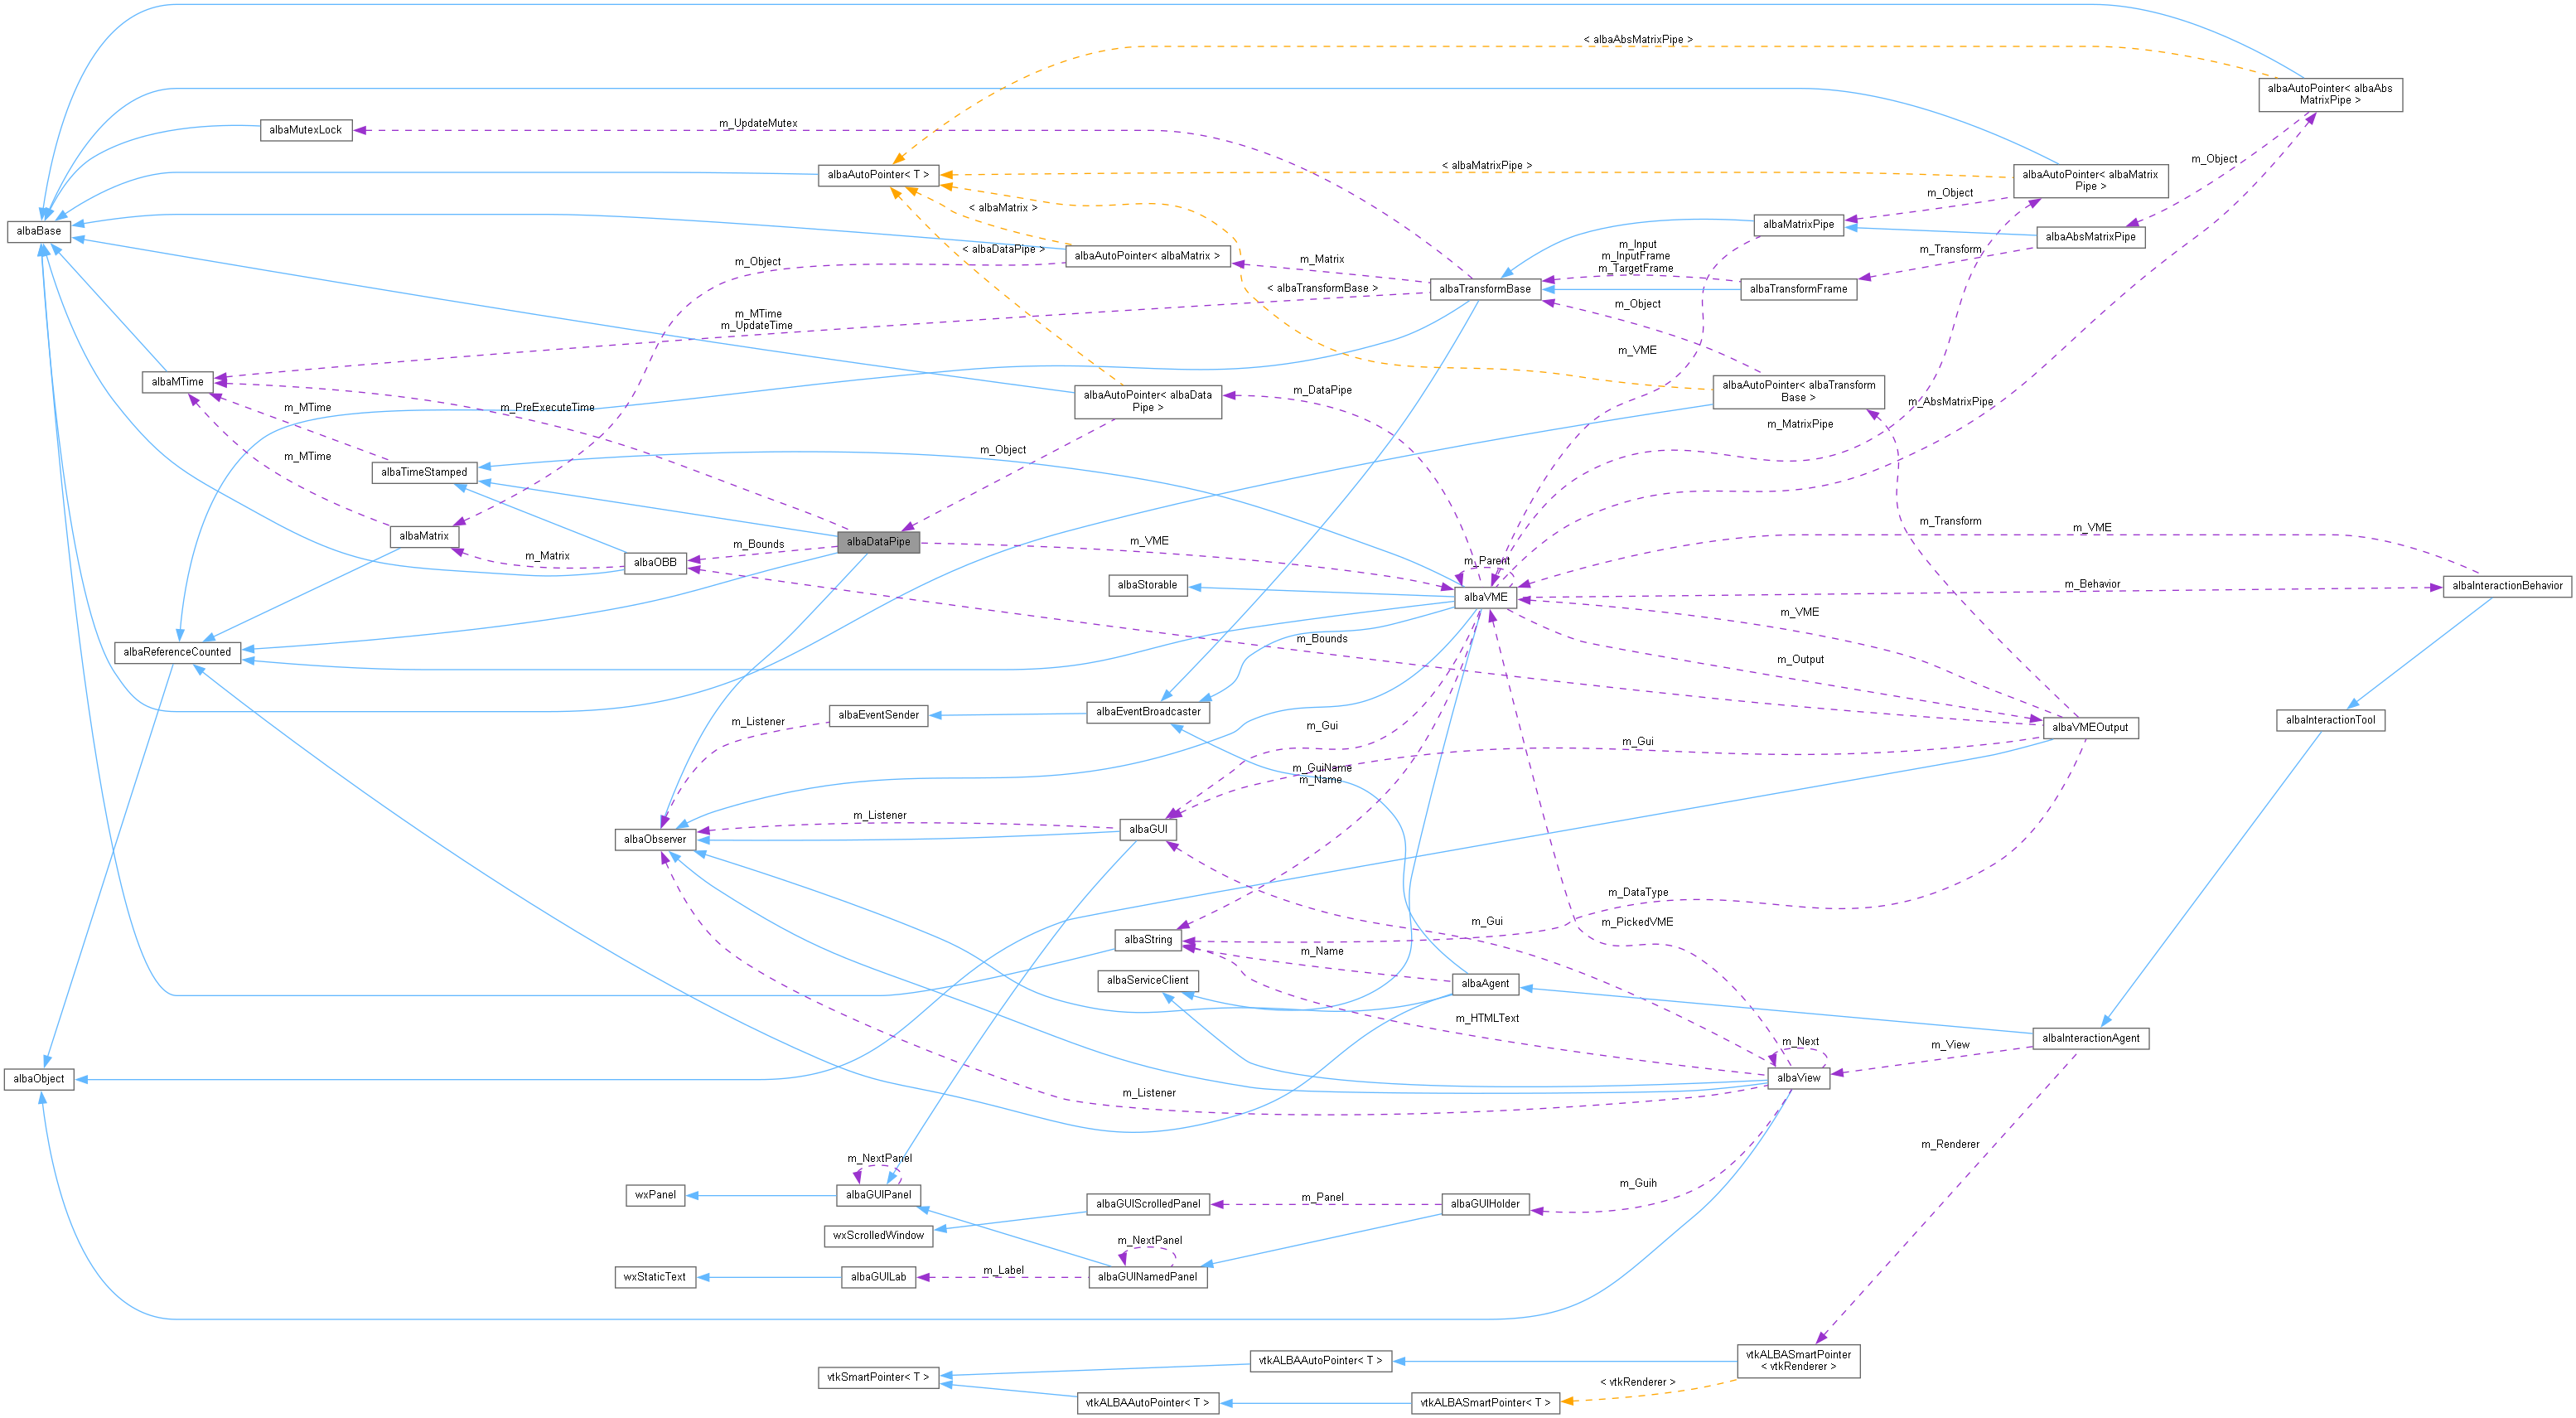 < albaAbsMatrixPipe >
albaAutoPointer< albaAbs
MatrixPipe >
m_UpdateMutex
albaMutexLock
m_Object
< albaMatrixPipe >
albaAutoPointer< T >
albaAutoPointer< albaMatrix
Pipe >
m_Object
< albaMatrix >
albaMatrixPipe
albaBase
albaAbsMatrixPipe
m_Input
m_InputFrame
m_TargetFrame
m_Transform
< albaDataPipe >
albaAutoPointer< albaMatrix >
m_Matrix
m_Object
< albaTransformBase >
albaTransformBase
albaTransformFrame
m_Object
m_MTime
m_UpdateTime
m_VME
albaMTime
m_DataPipe
albaAutoPointer< albaTransform
Base >
albaAutoPointer< albaData
Pipe >
m_MTime
m_PreExecuteTime
m_AbsMatrixPipe
m_MatrixPipe
m_MTime
m_Object
albaTimeStamped
m_Transform
m_VME
albaMatrix
albaDataPipe
m_Bounds
m_VME
m_Matrix
albaOBB
m_Parent
albaStorable
albaVME
m_Behavior
albaInteractionBehavior
m_VME
m_Bounds
albaReferenceCounted
m_Output
albaEventBroadcaster
albaEventSender
m_Listener
albaInteractionTool
m_Gui
albaVMEOutput
m_Gui
m_GuiName
m_Name
m_Listener
albaGUI
albaObserver
m_DataType
m_Gui
m_PickedVME
albaString
m_Name
albaServiceClient
albaAgent
m_HTMLText
albaInteractionAgent
m_View
m_Next
albaObject
albaView
m_Listener
m_Renderer
m_NextPanel
m_Guih
wxPanel
albaGUIPanel
albaGUIScrolledPanel
m_Panel
albaGUIHolder
wxScrolledWindow
m_NextPanel
wxStaticText
albaGUILab
m_Label
albaGUINamedPanel
vtkALBASmartPointer
< vtkRenderer >
vtkALBAAutoPointer< T >
vtkSmartPointer< T >
< vtkRenderer >
vtkALBAAutoPointer< T >
vtkALBASmartPointer< T >